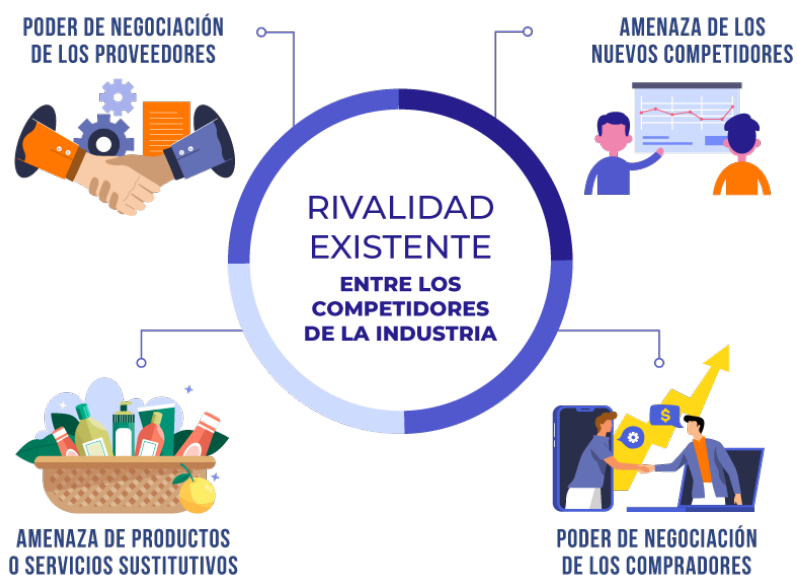 PODER DE NEGOCIACIÓN
DE LOS PROVEEDORES
AMENAZA DE LOS
NUEVOS COMPETIDORES
RIVALIDAD
EXISTENTE
ENTRE LOS
COMPETIDORES
DE LA INDUSTRIA
$
AMENAZA DE PRODUCTOS
O SERVICIOS SUSTITUTIVOS
PODER DE NEGOCIACIÓN
DE LOS COMPRADORES